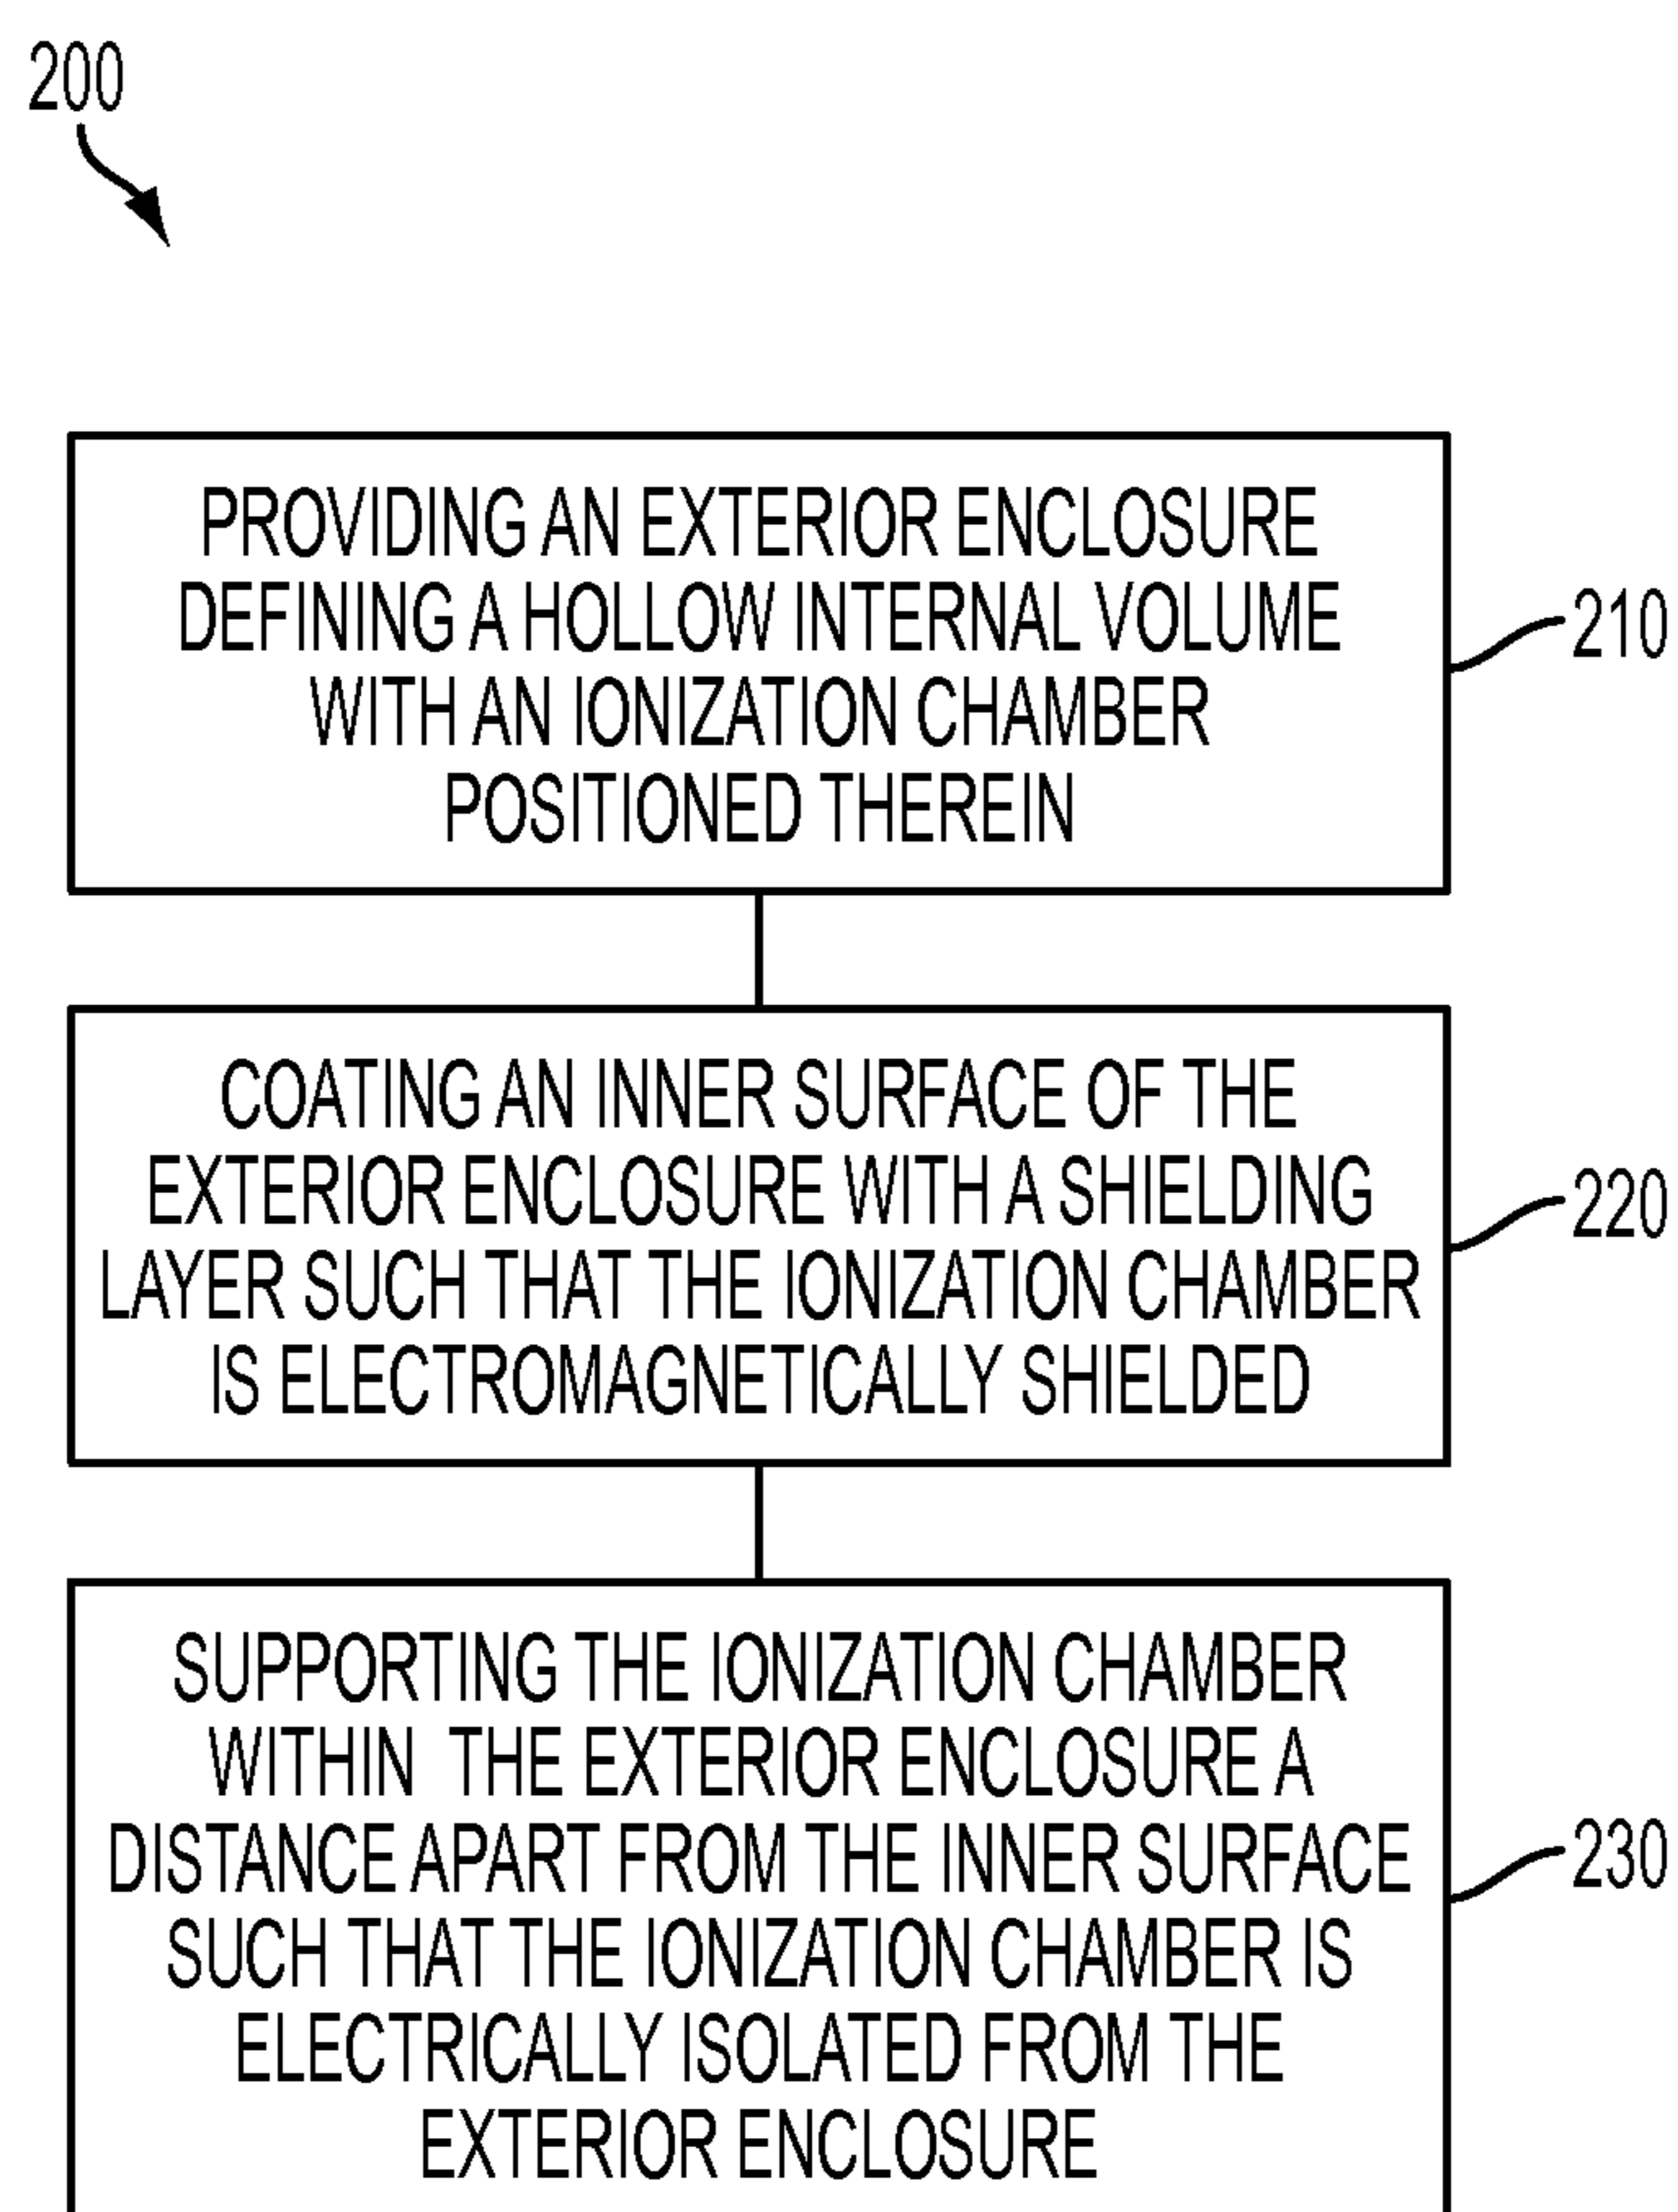 200
PROVIDING AN EXTERIOR ENCLOSURE
DEFINING A HOLLOW INTERNAL VOLUME
WITH AN IONIZATION CHAMBER
POSITIONED THEREIN
210
COATING AN INNER SURFACE OF THE
EXTERIOR ENCLOSURE WITH A SHIELDING
LAYER SUCH THAT THE IONIZATION CHAMBER
IS ELECTROMAGNETICALLY SHIELDED
220
SUPPORTING THE IONIZATION CHAMBER
WITHIN THE EXTERIOR ENCLOSURE A
DISTANCE APART FROM THE INNER SURFACE
SUCH THAT THE IONIZATION CHAMBER IS
ELECTRICALLY ISOLATED FROM THE
EXTERIOR ENCLOSURE
230